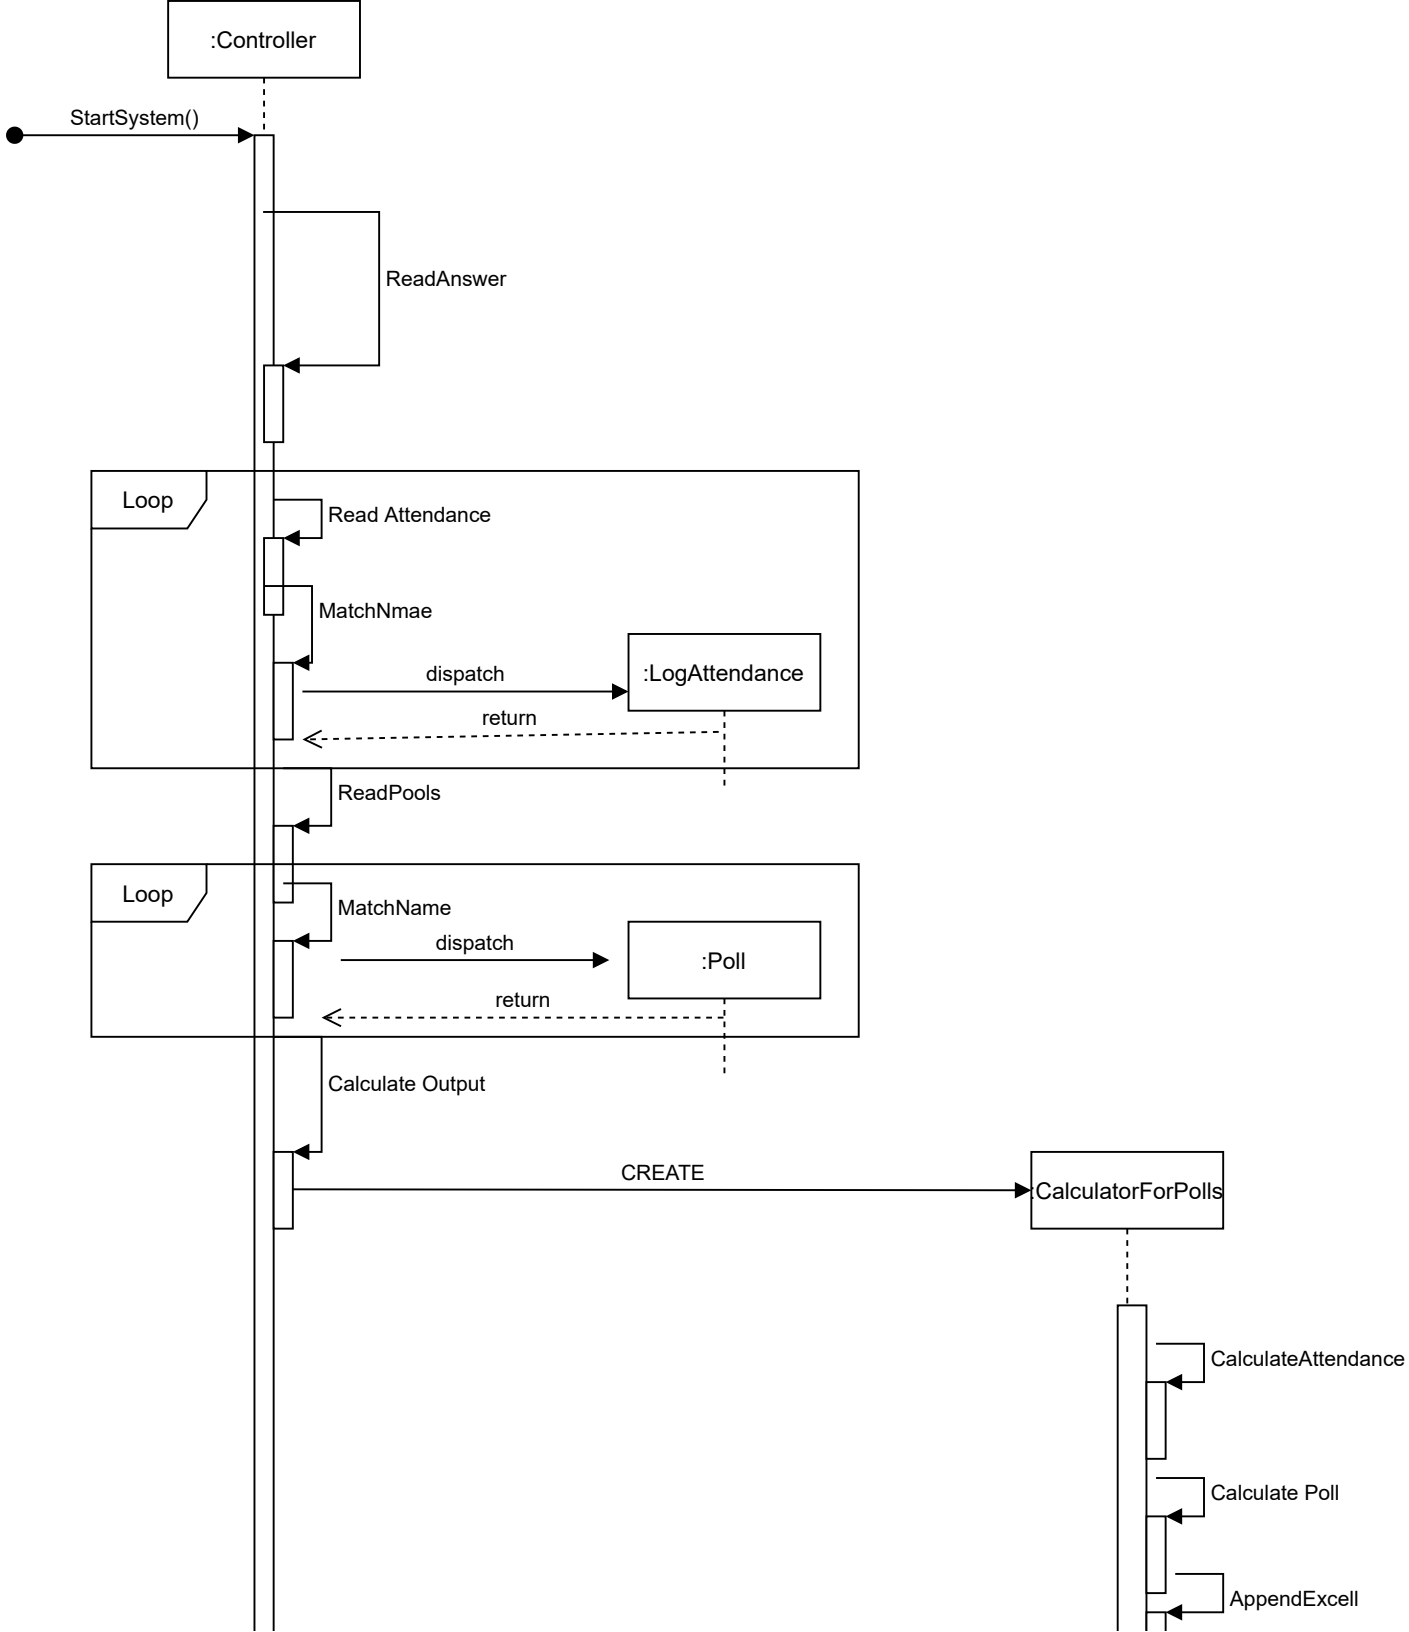 :Controller
StartSystem()
ReadAnswer
Loop
Read Attendance
MatchNmae
:LogAttendance
dispatch
return
ReadPools
Loop
MatchName
dispatch
:Poll
return
Calculate Output
CREATE
:CalculatorForPolls
CalculateAttendance
Calculate Poll
AppendExcell